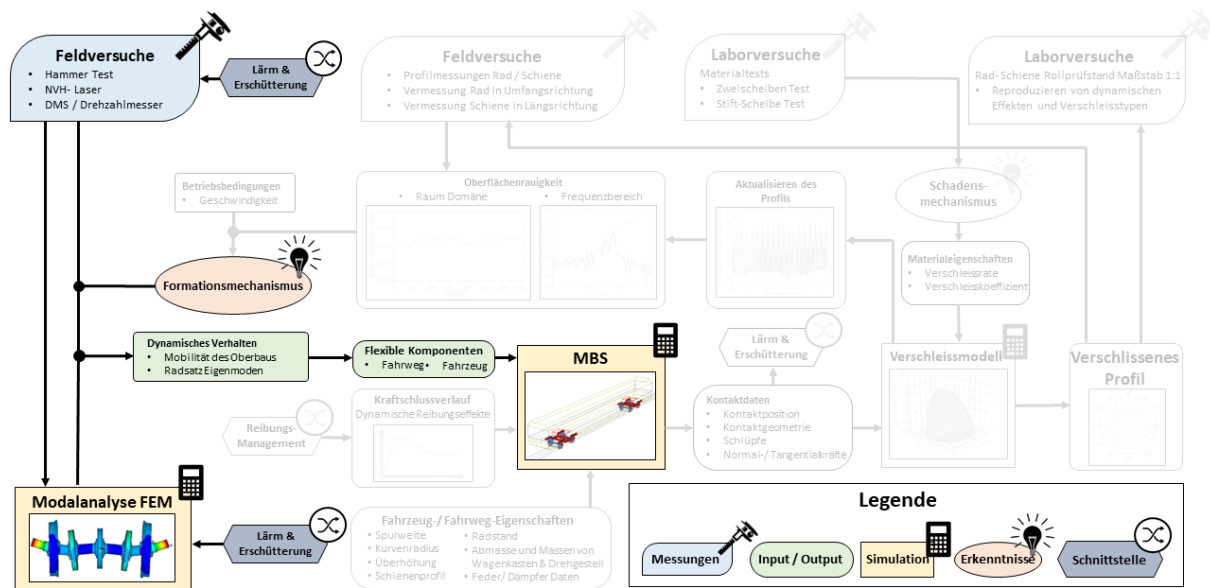 Feldversuche
• Hammer Test
• NVH- Laser
• DMS / Drehzahlmesser
Lärm &
Erschütterung
Feldversuche
• Profilmessungen Rad / Schiene
• Vermessung Rad in Umfangsrichtung
• Vermessung Schiene in Längsrichtung
Laborversuche
Materialtests
• Zweischeiben Test
• Stift-Scheibe Test
Laborversuche
Rad-Schiene Rollprüfstand Maßstab 1:1
• Reproduzieren von dynamischen
Effekten und Verschleisstypen
Betriebsbedingungen
• Geschwindigkeit
Oberflächenrauigkeit
• Raum Domäne
• Frequenzbereich
Aktualisieren des
Profils
Schadens-
mechanismus
Formationsmechanismus
Materialeigenschaften
• Verschleissrate
• Verschleisskoeffizient
Dynamisches Verhalten
• Mobilität des Oberbaus
• Radsatz Eigenmoden
Flexible Komponenten
• Fahrweg • Fahrzeug
MBS
Lärm &
Erschütterung
Verschleissmodell
Verschlissenes
Profil
Reibungs-
Management
Kraftschlussverlauf
Dynamische Reibungseffekte
Kontaktdaten
• Kontaktposition
• Kontaktgeometrie
• Schlüpfe
• Normal-/ Tangentialkräfte
Modalanalyse FEM
Lärm &
Erschütterung
Fahrzeug-/ Fahrweg-Eigenschaften
• Spurweite
• Kurvenradius
• Überhöhung
• Schienenprofil
• Radstand
• Abmasse und Massen von
Wagenkasten & Drehgestell
• Feder/ Dämpfer Daten
Legende
Messungen
Input / Output
Simulation
Erkenntnisse
Schnittstelle